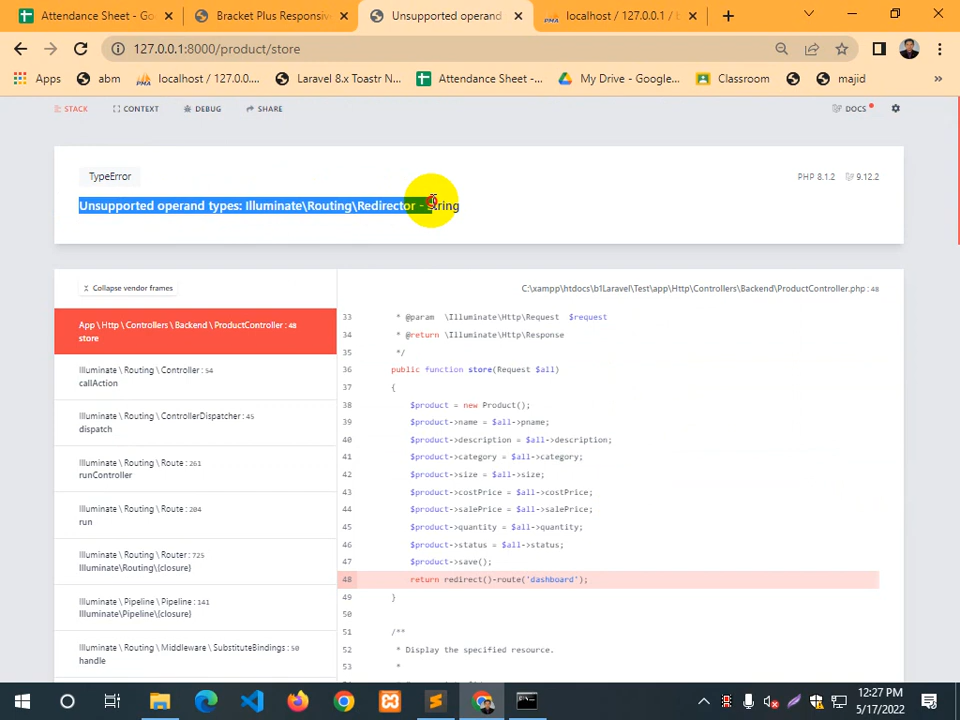 Attendance Sheet - Go
Bracket Plus Responsiv
Unsupported operand
localhost / 127.0.0.1 / b
127.0.0.1:8000/product/store
Apps
abm
localhost / 127.0.0....
Laravel 8.x Toastr N...
Attendance Sheet -...
My Drive - Google...
Classroom
majid
»
STACK
CONTEXT
DEBUG
SHARE
DOCS
TypeError
PHP 8.1.2
9.12.2
Unsupported operand types: Illuminate\Routing\Redirector - string
Collapse vendor frames
C:\xampp\htdocs\b1Laravel\Test\app\Http\Controllers\Backend\ProductController.php : 48
App \ Http \ Controllers \ Backend \ ProductController : 48
store
Illuminate \ Routing \ Controller : 54
callAction
Illuminate \ Routing \ ControllerDispatcher : 45
dispatch
Illuminate \ Routing \ Route : 261
runController
Illuminate \ Routing \ Route : 204
run
Illuminate \ Routing \ Router : 725
Illuminate\Routing\{closure}
Illuminate \ Pipeline \ Pipeline : 141
Illuminate\Pipeline\{closure}
Illuminate \ Routing \ Middleware \ SubstituteBindings : 50
handle
33 * @param \Illuminate\Http\Request $request
34 * @return \Illuminate\Http\Response
35 */
36 public function store(Request $all)
37 {
38 $product = new Product();
39 $product->name = $all->pname;
40 $product->description = $all->description;
41 $product->category = $all->category;
42 $product->size = $all->size;
43 $product->costPrice = $all->costPrice;
44 $product->salePrice = $all->salePrice;
45 $product->quantity = $all->quantity;
46 $product->status = $all->status;
47 $product->save();
48 return redirect()-route('dashboard');
49 }
50
51 /**
52 * Display the specified resource.
53 *
12:27 PM
5/17/2022